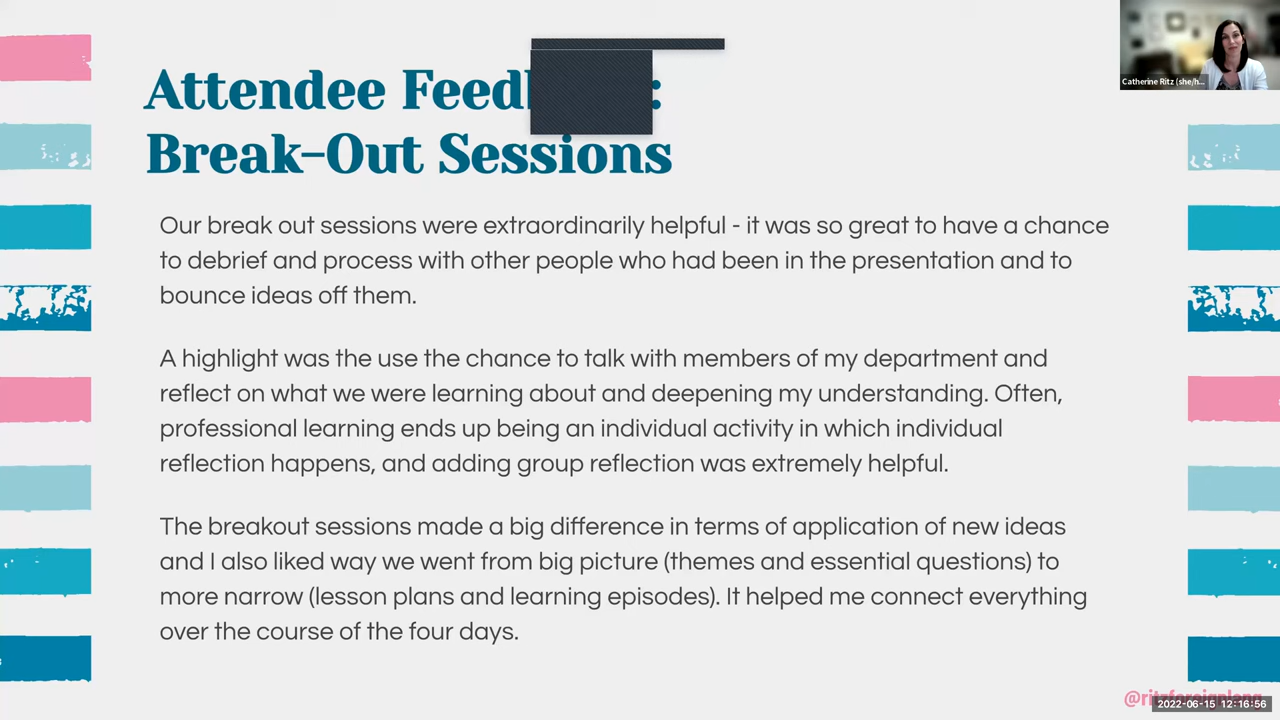 Catherine Ritz (she/h...
Attendee :
Break-Out Sessions
Our break out sessions were extraordinarily helpful - it was so great to have a chance
to debrief and process with other people who had been in the presentation and to
bounce ideas off them.
A highlight was the use the chance to talk with members of my department and
reflect on what we were learning about and deepening my understanding. Often,
professional learning ends up being an individual activity in which individual
reflection happens, and adding group reflection was extremely helpful.
The breakout sessions made a big difference in terms of application of new ideas
and I also liked way we went from big picture (themes and essential questions) to
more narrow (lesson plans and learning episodes). It helped me connect everything
over the course of the four days.
2022-06-15 12:16:56